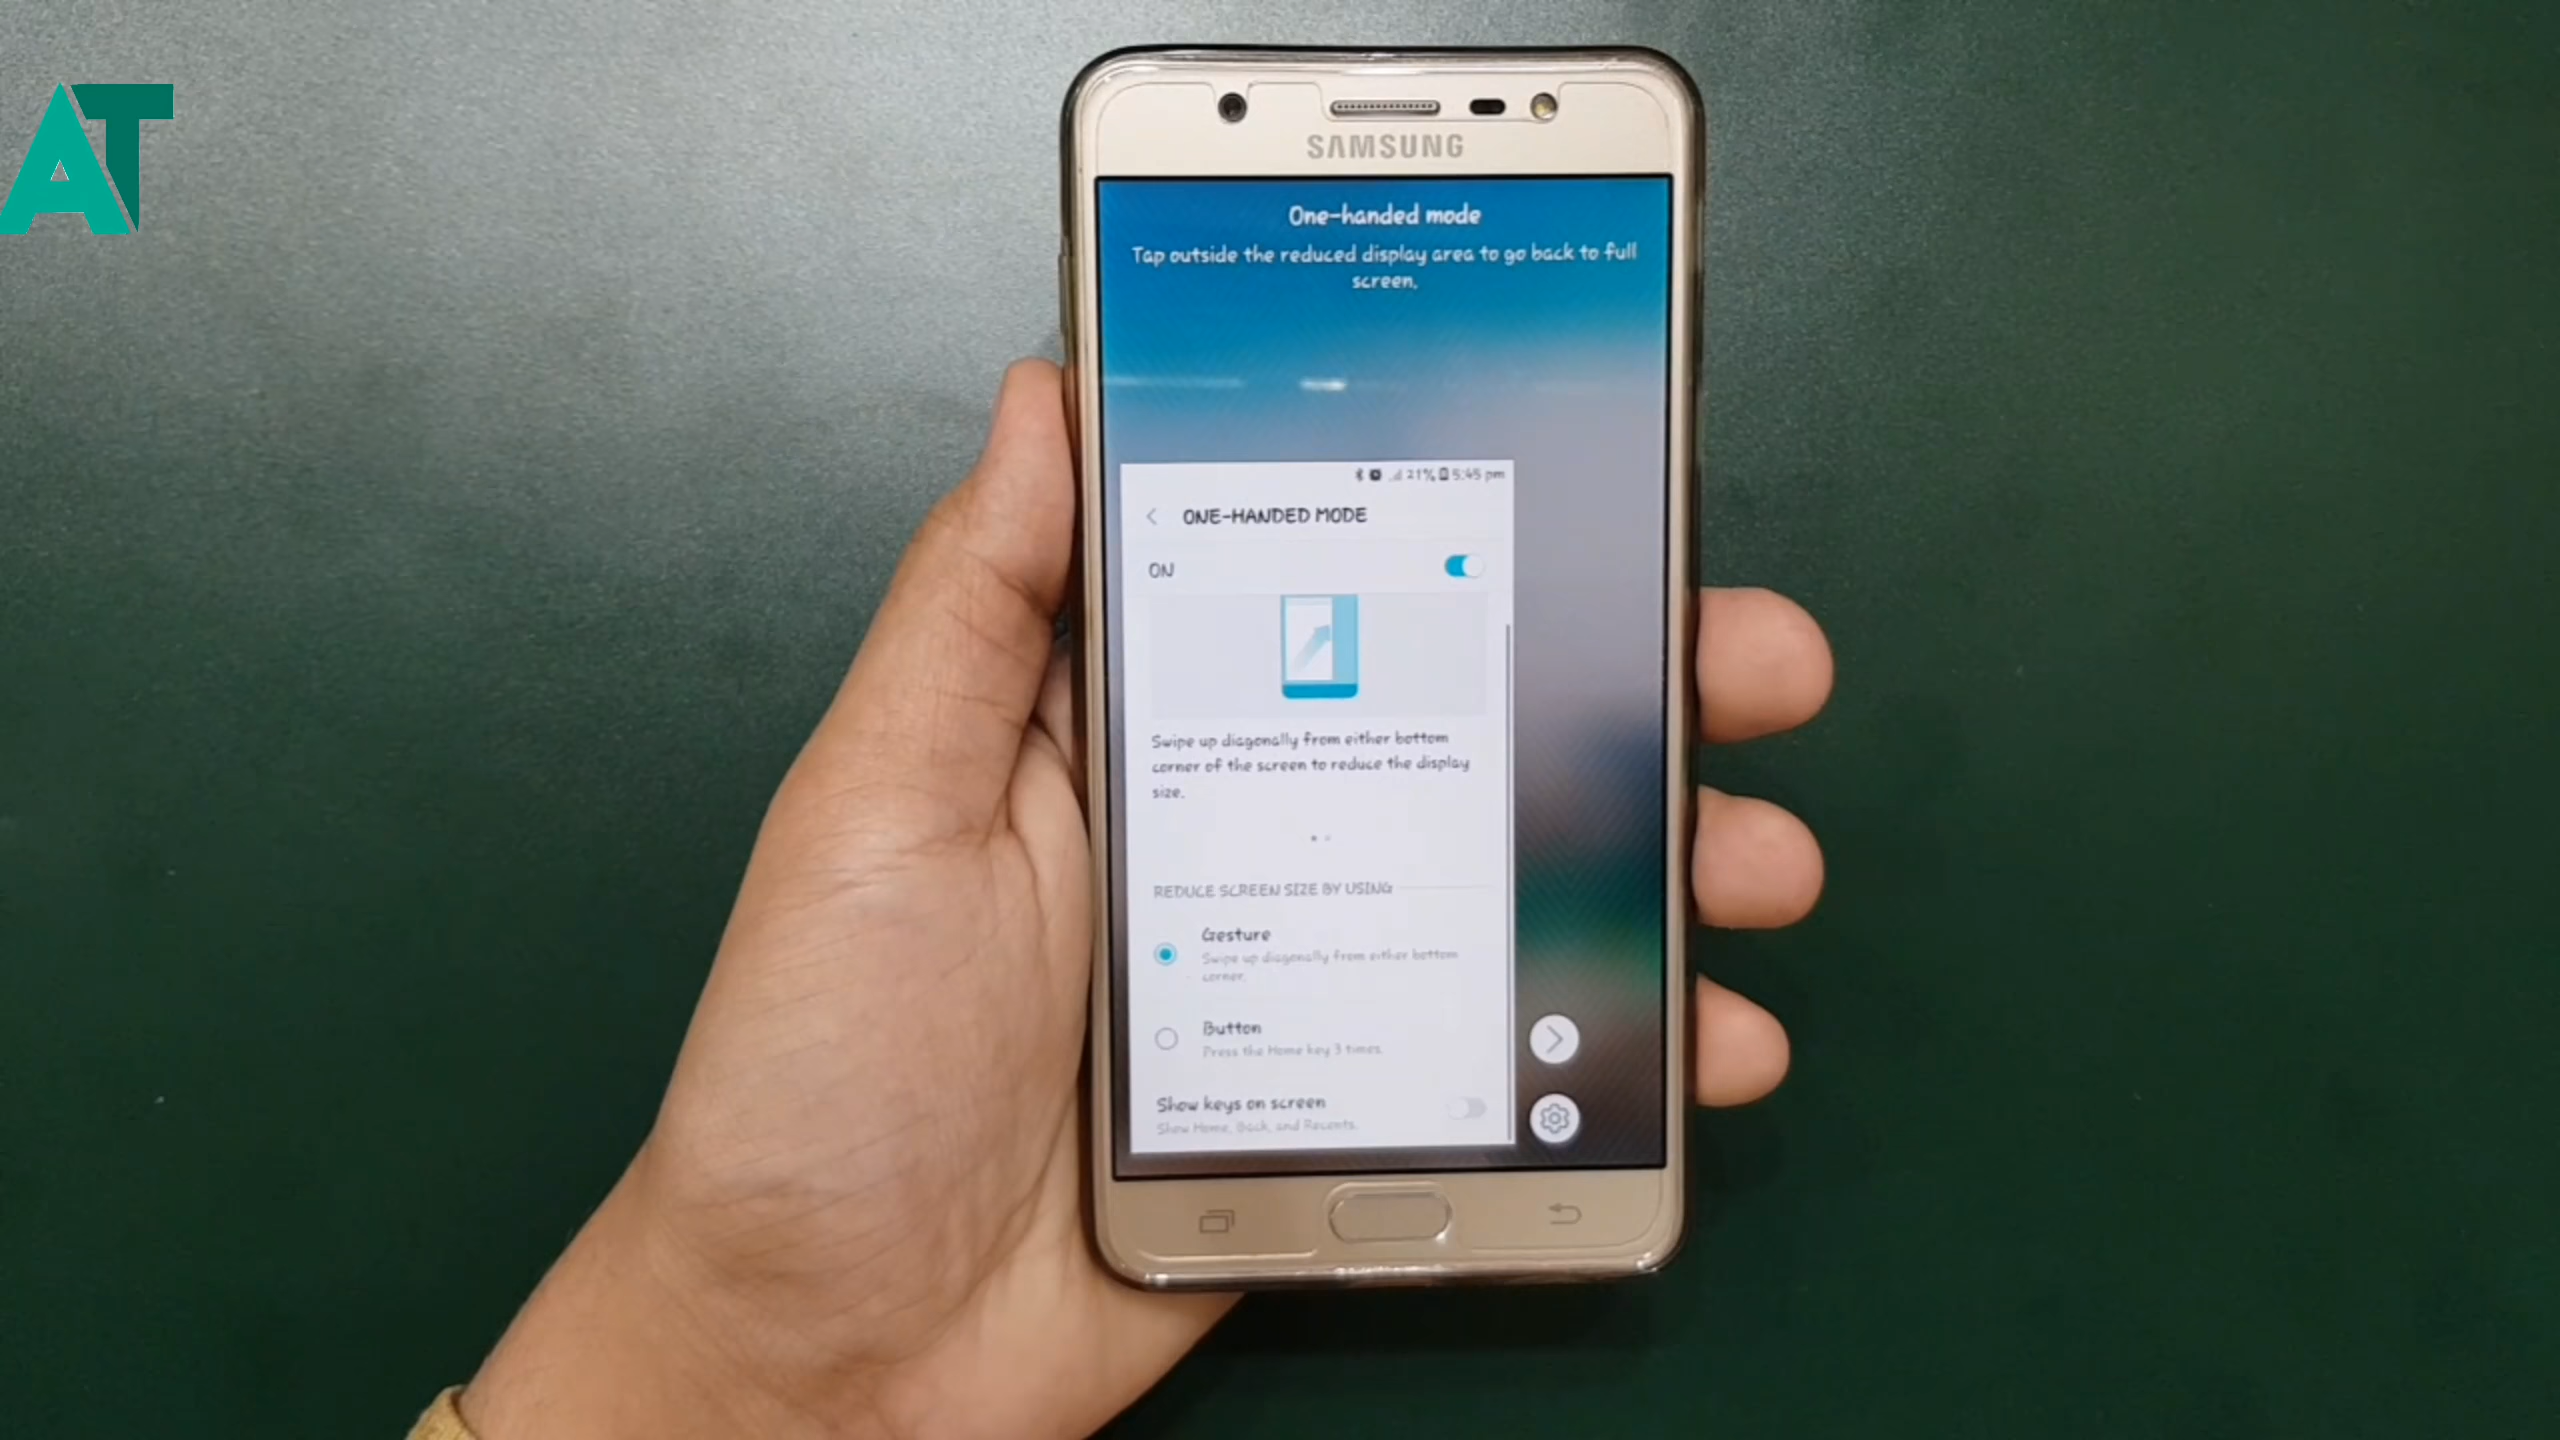 AT
SAMSUNG
One-handed mode
Tap outside the reduced display area to go back to full
screen.
21% 5:45 pm
ONE-HANDED MODE
ON
Swipe up diagonally from either bottom
corner of the screen to reduce the display
size.
REDUCE SCREEN SIZE BY USING
Gesture
Swipe up diagonally from either bottom
corner.
Button
Press the Home key 3 times.
Show keys on screen
Show Home, Back, and Recents.